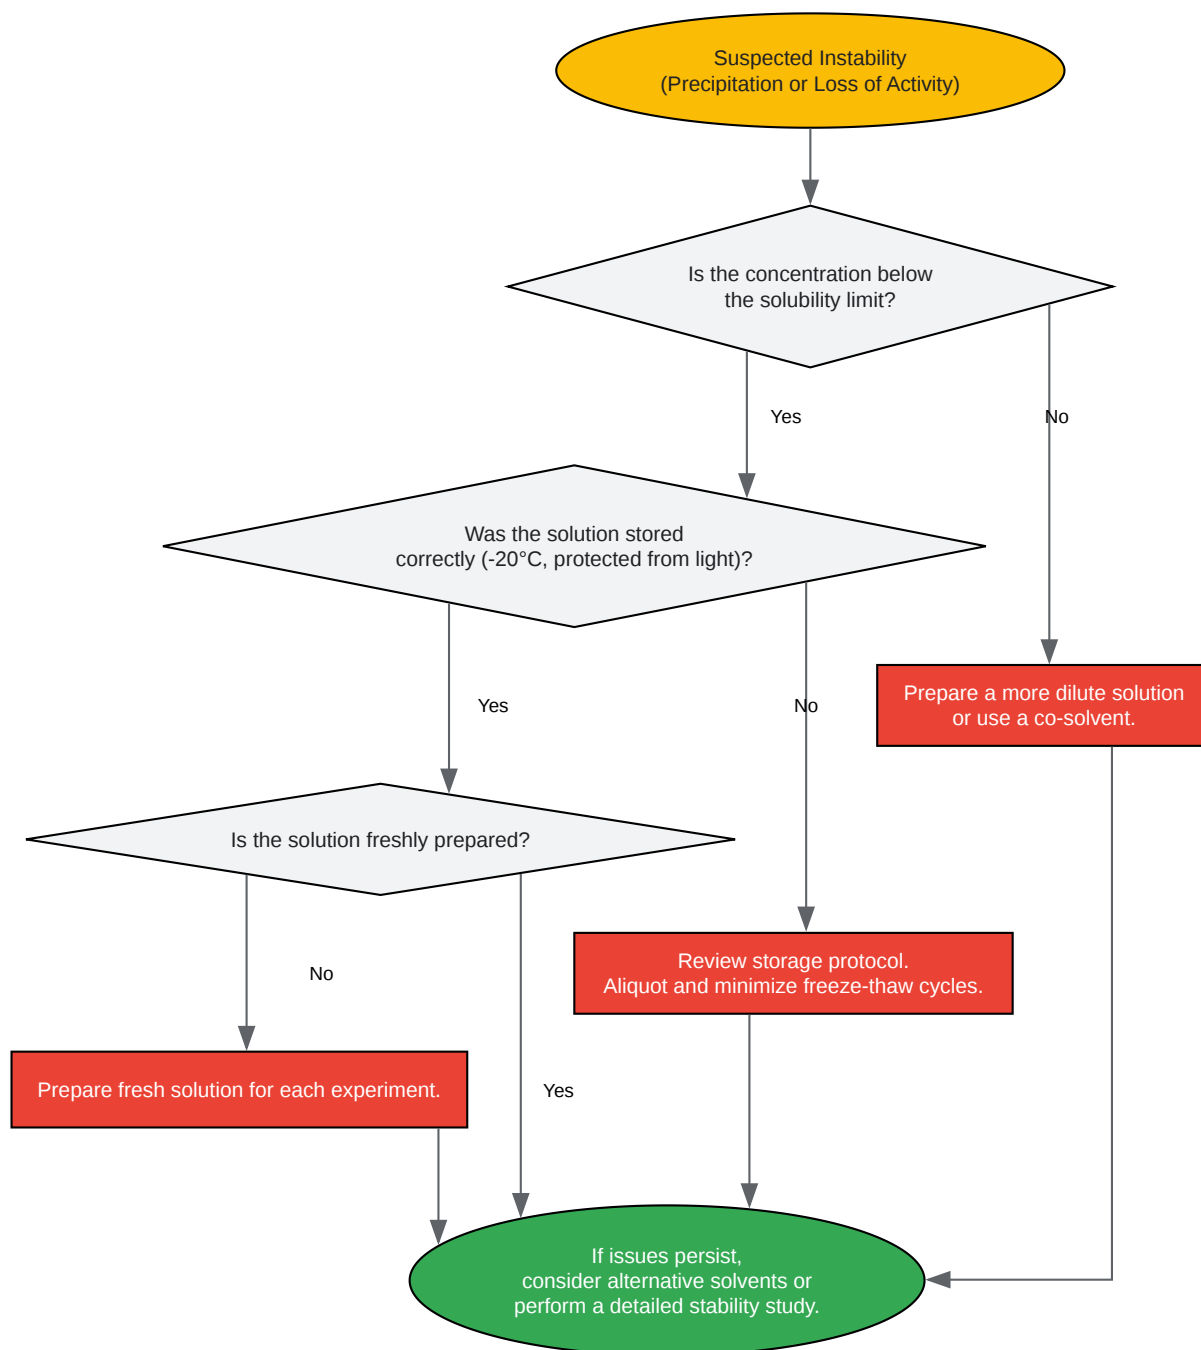 Suspected Instability
(Precipitation or Loss of Activity)
Is the concentration below
the solubility limit?
Yes
No
Was the solution stored
correctly (-20°C, protected from light)?
Prepare a more dilute solution
or use a co-solvent.
Yes
No
Is the solution freshly prepared?
Review storage protocol.
Aliquot and minimize freeze-thaw cycles.
No
Prepare fresh solution for each experiment.
Yes
If issues persist,
consider alternative solvents or
perform a detailed stability study.